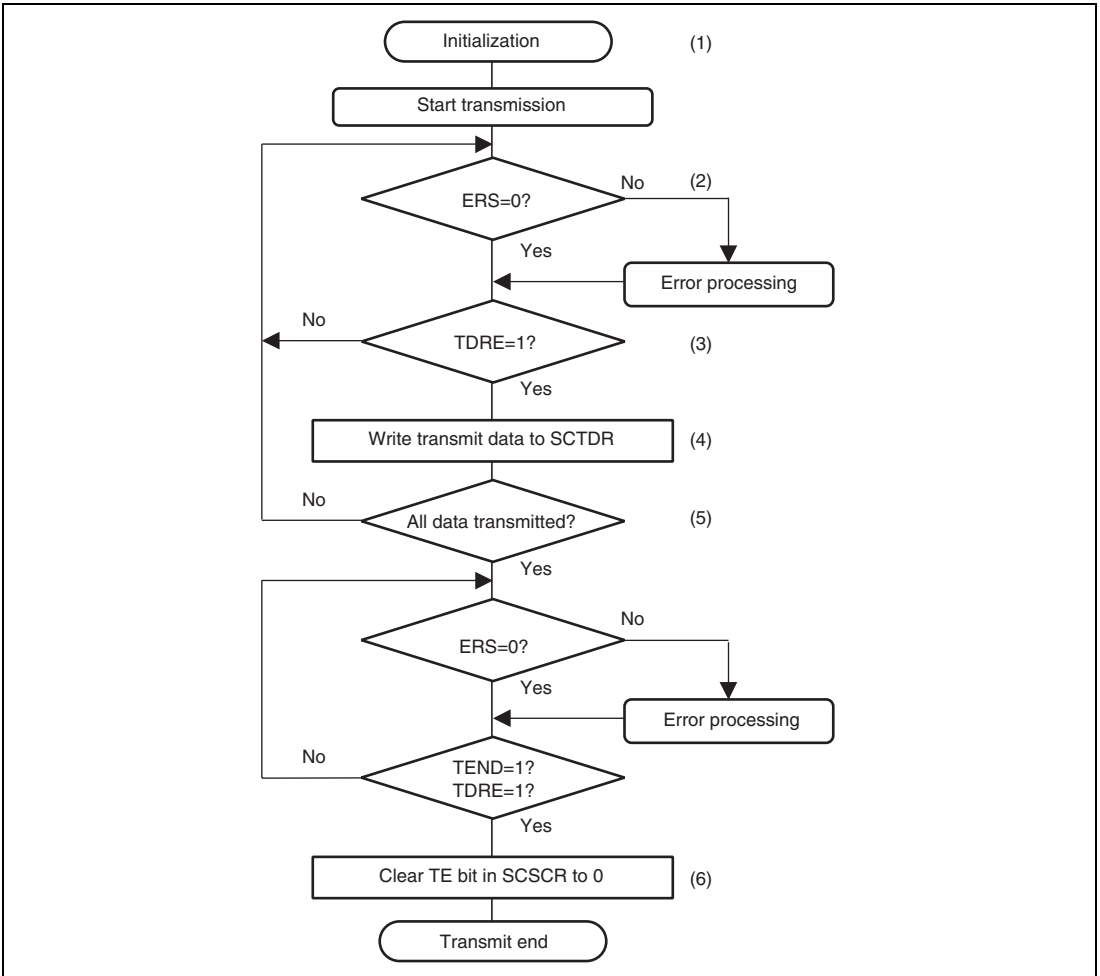 Initialization
(1)
Start transmission
ERS=0?
No
(2)
Yes
Error processing
No
TDRE=1?
(3)
Yes
Write transmit data to SCTDR
(4)
No
All data transmitted?
(5)
Yes
ERS=0?
No
Yes
Error processing
No
TEND=1?
TDRE=1?
Yes
Clear TE bit in SCSCR to 0
(6)
Transmit end